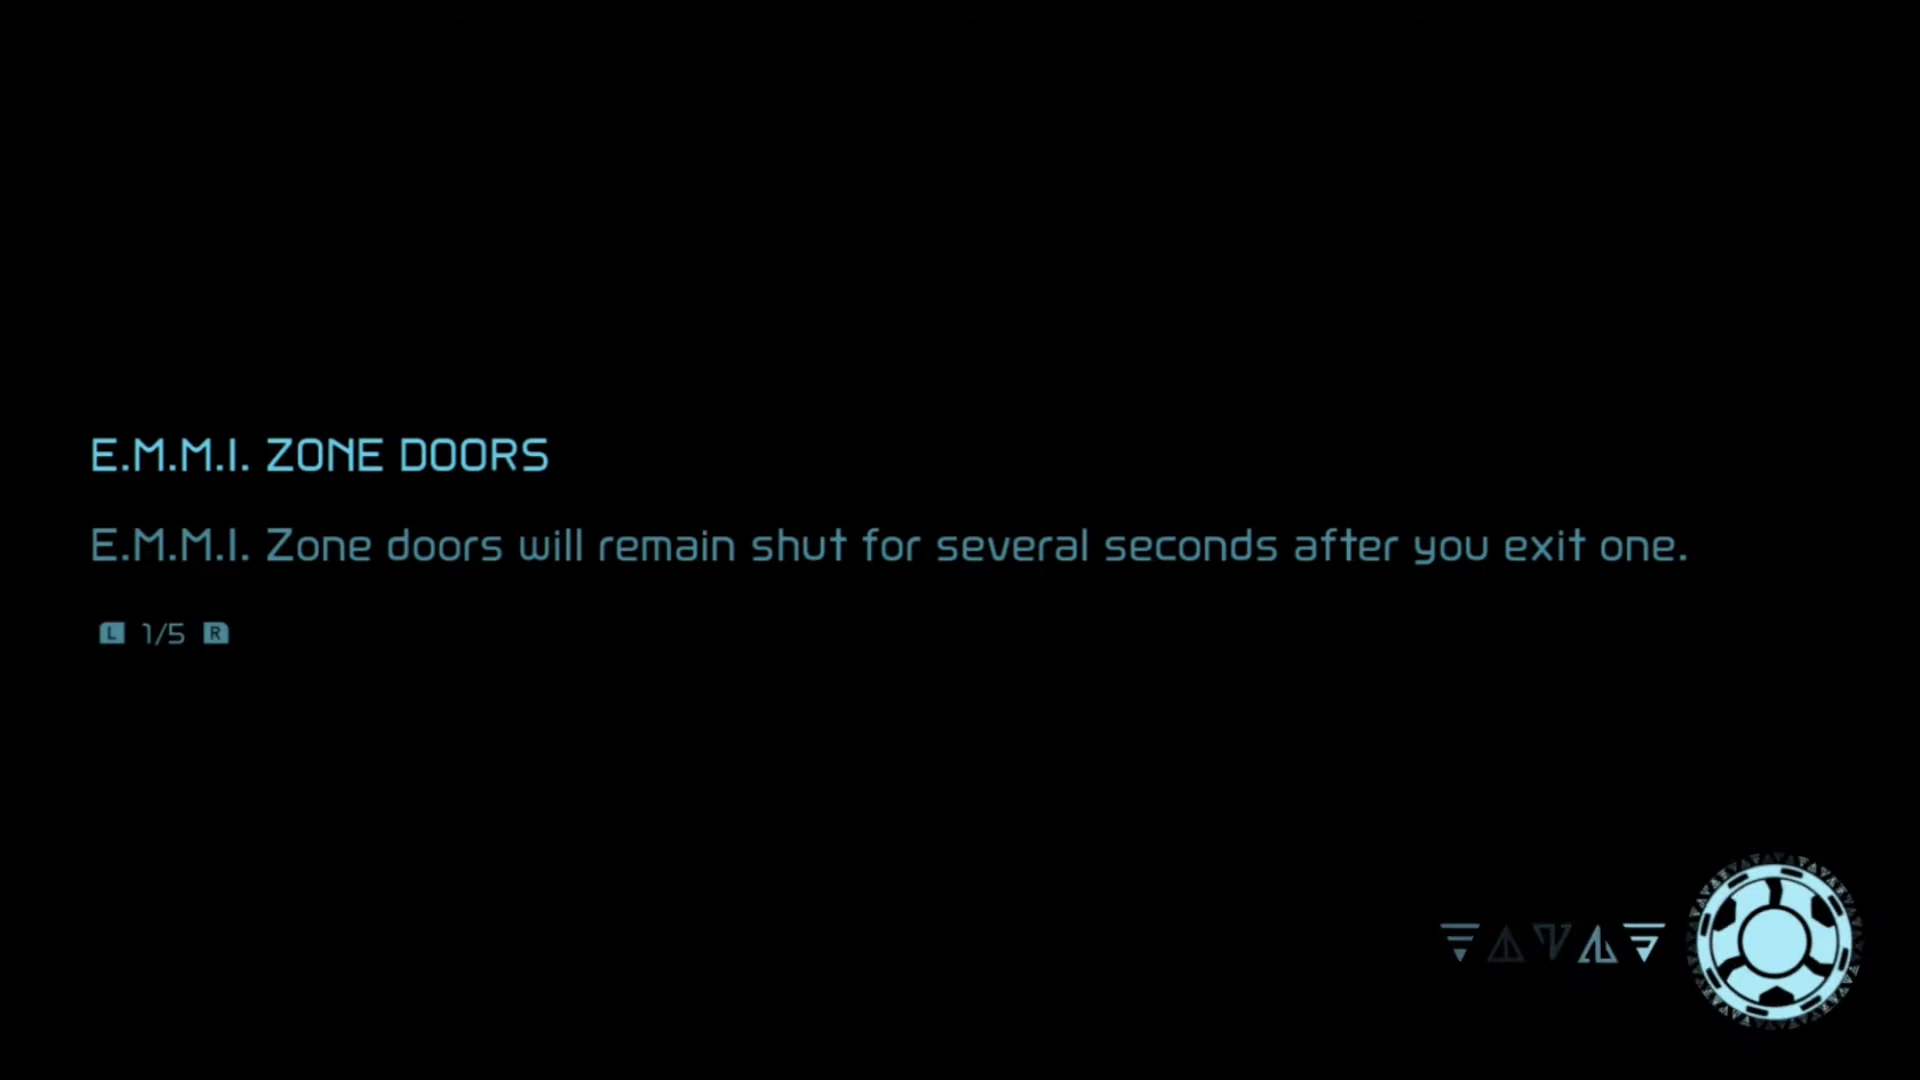 E.M.M.I. ZONE DOORS
E.M.M.I. Zone doors will remain shut for several seconds after you exit one.
L 1/5 R